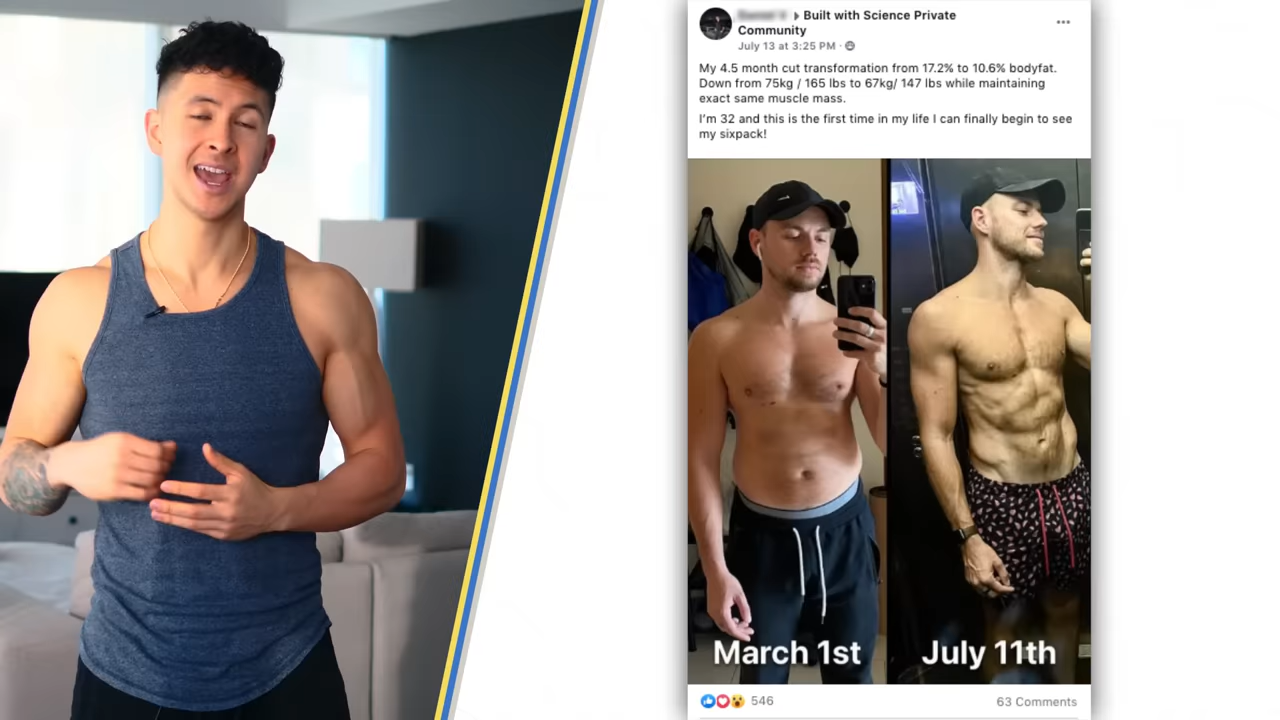 Built with Science Private
Community
July 13 at 3:25 PM ·
My 4.5 month cut transformation from 17.2% to 10.6% bodyfat.
Down from 75kg / 165 lbs to 67kg/ 147 lbs while maintaining
exact same muscle mass.
I'm 32 and this is the first time in my life I can finally begin to see
my sixpack!
March 1st
July 11th
546
63 Comments